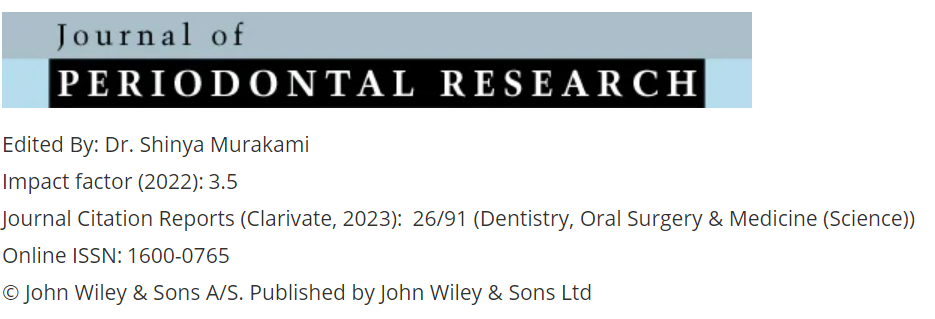 Journal of
PERIODONTAL RESEARCH
Edited By: Dr. Shinya Murakami
Impact factor (2022): 3.5
Journal Citation Reports (Clarivate, 2023):  26/91 (Dentistry, Oral Surgery & Medicine (Science))
Online ISSN: 1600-0765
© John Wiley & Sons A/S. Published by John Wiley & Sons Ltd